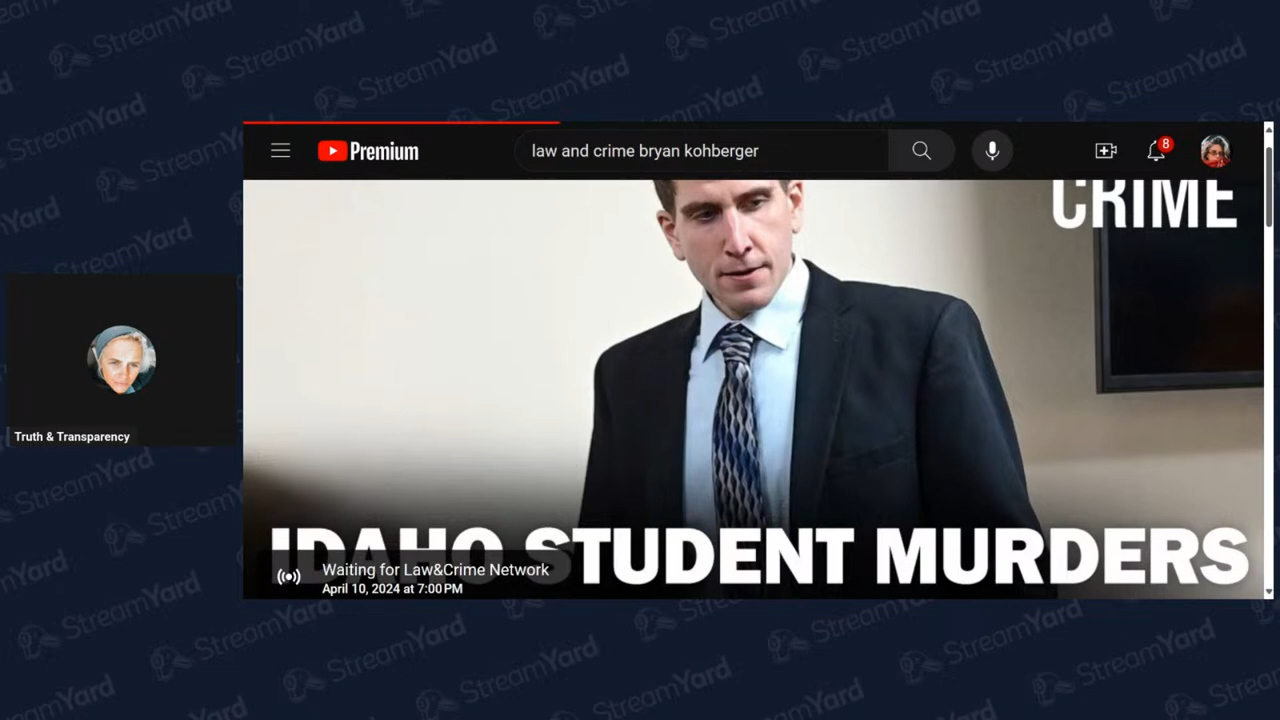 StreamYard
Premium
law and crime bryan kohberger
8
CRIME
Truth & Transparency
IDAHO STUDENT MURDERS
Waiting for Law&Crime Network
April 10, 2024 at 7:00 PM